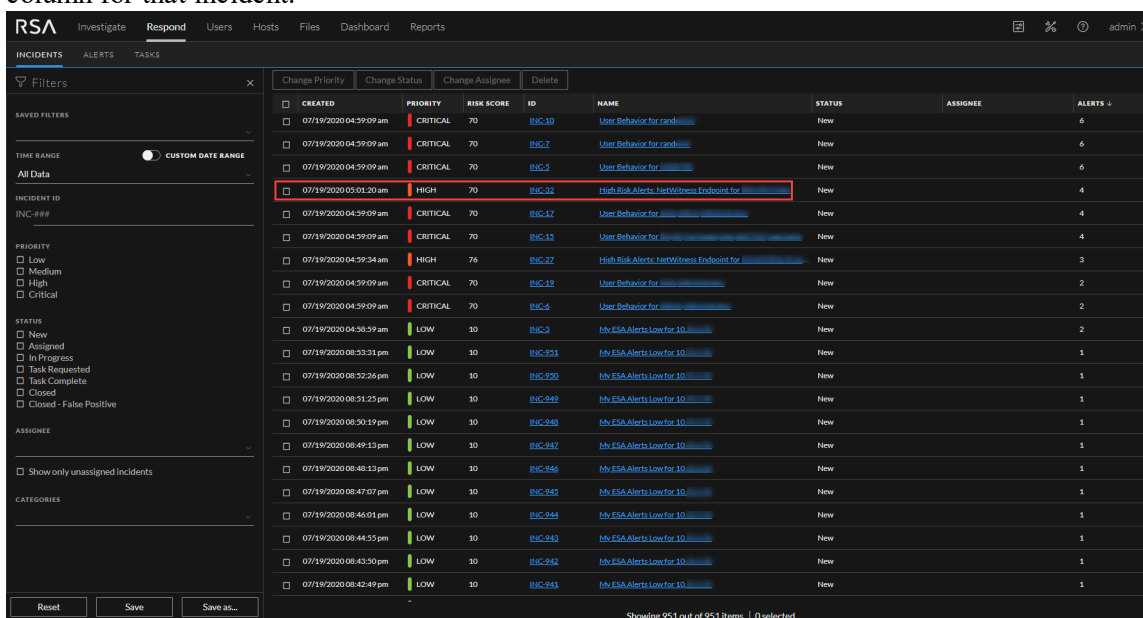 column for that incident.
RSA Investigate Respond Users Hosts Files Dashboard Reports admin
INCIDENTS ALERTS TASKS
Filters
Change Priority Change Status Change Assignee Delete
SAVED FILTERS
TIME RANGE CUSTOM DATE RANGE
All Data
INCIDENT ID
INC-###
PRIORITY
Low
Medium
High
Critical
STATUS
New
Assigned
In Progress
Task Requested
Task Complete
Closed
Closed - False Positive
ASSIGNEE
Show only unassigned incidents
CATEGORIES
Reset Save Save as...
CREATED PRIORITY RISK SCORE ID NAME STATUS ASSIGNEE ALERTS ↓
07/19/2020 04:59:09 am CRITICAL 70 INC-10 User Behavior for New 6
07/19/2020 04:59:09 am CRITICAL 70 INC-7 User Behavior for New 6
07/19/2020 04:59:09 am CRITICAL 70 INC-5 User Behavior for New 6
07/19/2020 05:01:20 am HIGH 70 INC-32 High Risk Alerts: NetWitness Endpoint for New 4
07/19/2020 04:59:09 am CRITICAL 70 INC-17 User Behavior for New 4
07/19/2020 04:59:09 am CRITICAL 70 INC-15 User Behavior for New 4
07/19/2020 04:59:34 am HIGH 76 INC-27 High Risk Alerts: NetWitness Endpoint for New 3
07/19/2020 04:59:09 am CRITICAL 70 INC-19 User Behavior for New 2
07/19/2020 04:59:09 am CRITICAL 70 INC-6 User Behavior for New 2
07/19/2020 04:58:59 am LOW 10 INC-3 My ESA Alerts Low for 10. New 2
07/19/2020 08:53:31 pm LOW 10 INC-951 My ESA Alerts Low for 10. New 1
07/19/2020 08:52:26 pm LOW 10 INC-950 My ESA Alerts Low for 10. New 1
07/19/2020 08:51:25 pm LOW 10 INC-949 My ESA Alerts Low for 10. New 1
07/19/2020 08:50:19 pm LOW 10 INC-948 My ESA Alerts Low for 10. New 1
07/19/2020 08:49:13 pm LOW 10 INC-947 My ESA Alerts Low for 10. New 1
07/19/2020 08:48:13 pm LOW 10 INC-946 My ESA Alerts Low for 10. New 1
07/19/2020 08:47:07 pm LOW 10 INC-945 My ESA Alerts Low for 10. New 1
07/19/2020 08:46:01 pm LOW 10 INC-944 My ESA Alerts Low for 10. New 1
07/19/2020 08:44:55 pm LOW 10 INC-943 My ESA Alerts Low for 10. New 1
07/19/2020 08:43:50 pm LOW 10 INC-942 My ESA Alerts Low for 10. New 1
07/19/2020 08:42:49 pm LOW 10 INC-941 My ESA Alerts Low for 10. New 1
Showing 951 out of 951 items | 0 selected